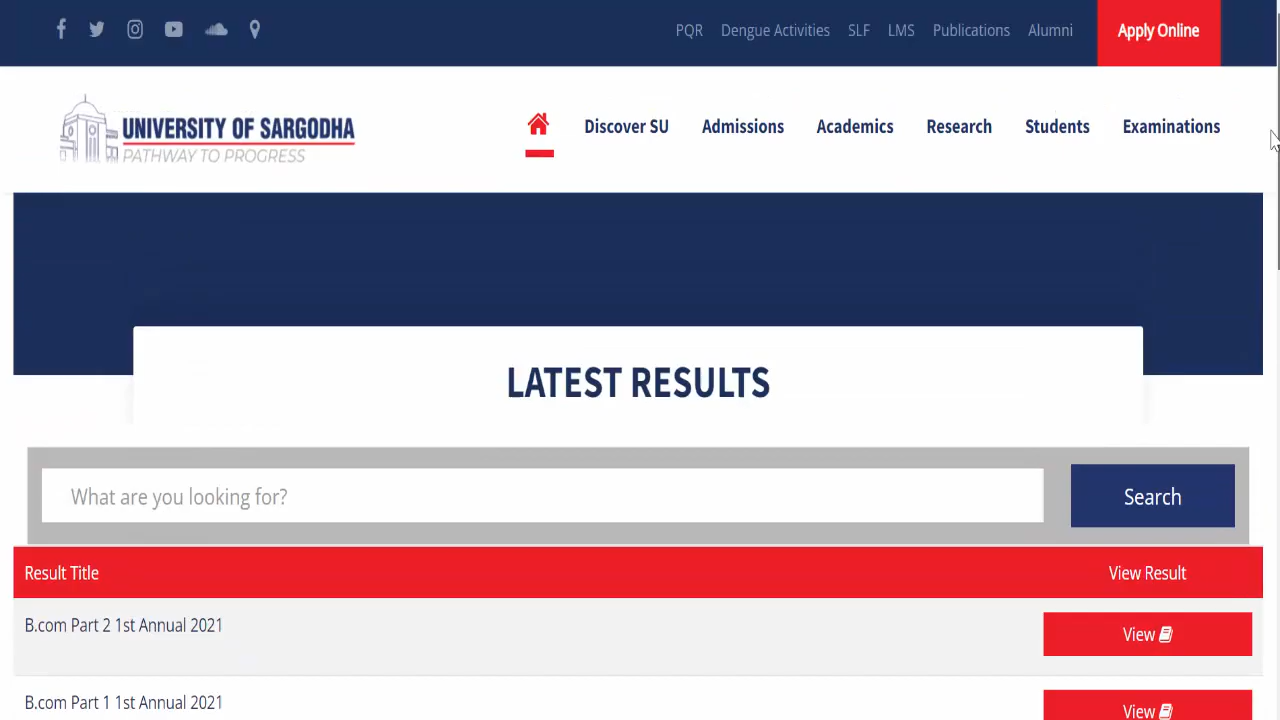 PQR Dengue Activities SLF LMS Publications Alumni Apply Online
UNIVERSITY OF SARGODHA
PATHWAY TO PROGRESS
Discover SU Admissions Academics Research Students Examinations
LATEST RESULTS
What are you looking for? Search
Result Title View Result
B.com Part 2 1st Annual 2021 View
B.com Part 1 1st Annual 2021 View